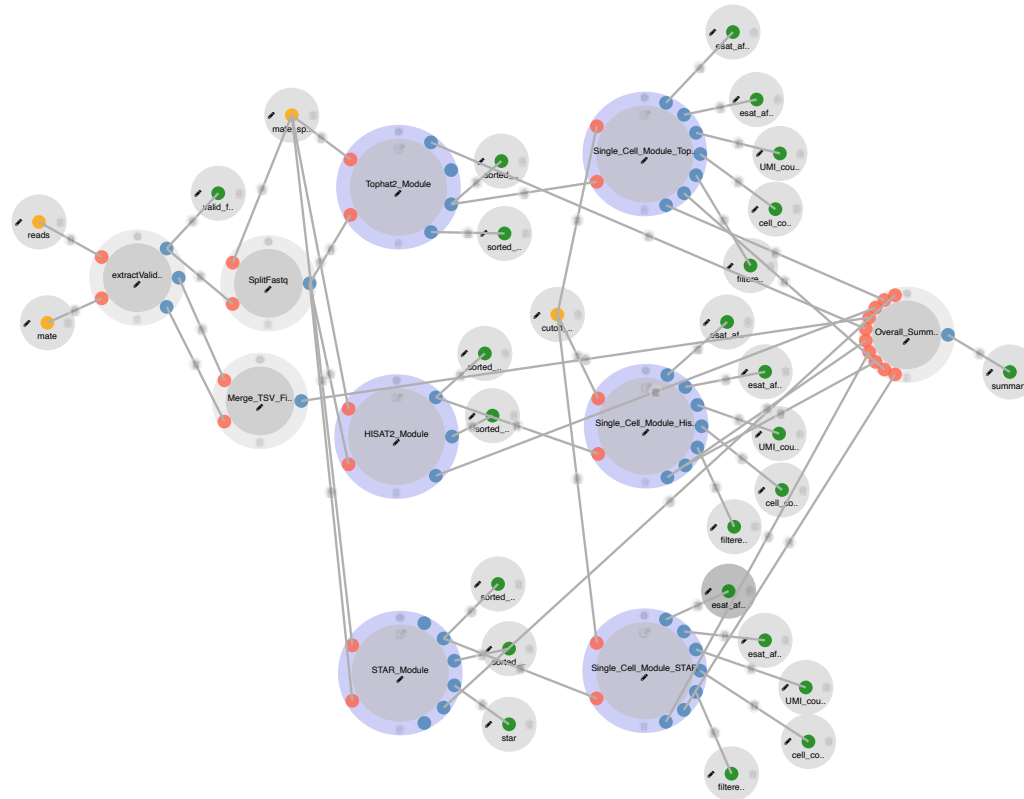 esat_af..
esat_af..
mate_sp..
Single_Cell_Module_Top..
sorted_..
UMI_cou..
Tophat2_Module
valid_f..
cell_co..
reads
sorted_..
extractValid..
SplitFastq
filtere..
mate
cutoff_..
esat_af..
Overall_Summ..
sorted_..
esat_af..
summar
Merge_TSV_Fi..
HISAT2_Module
sorted_..
Single_Cell_Module_His..
UMI_cou..
cell_co..
filtere..
sorted_..
esat_af..
STAR_Module
sorted_..
Single_Cell_Module_STAR
esat_af..
UMI_cou..
star
cell_co..
filtere..